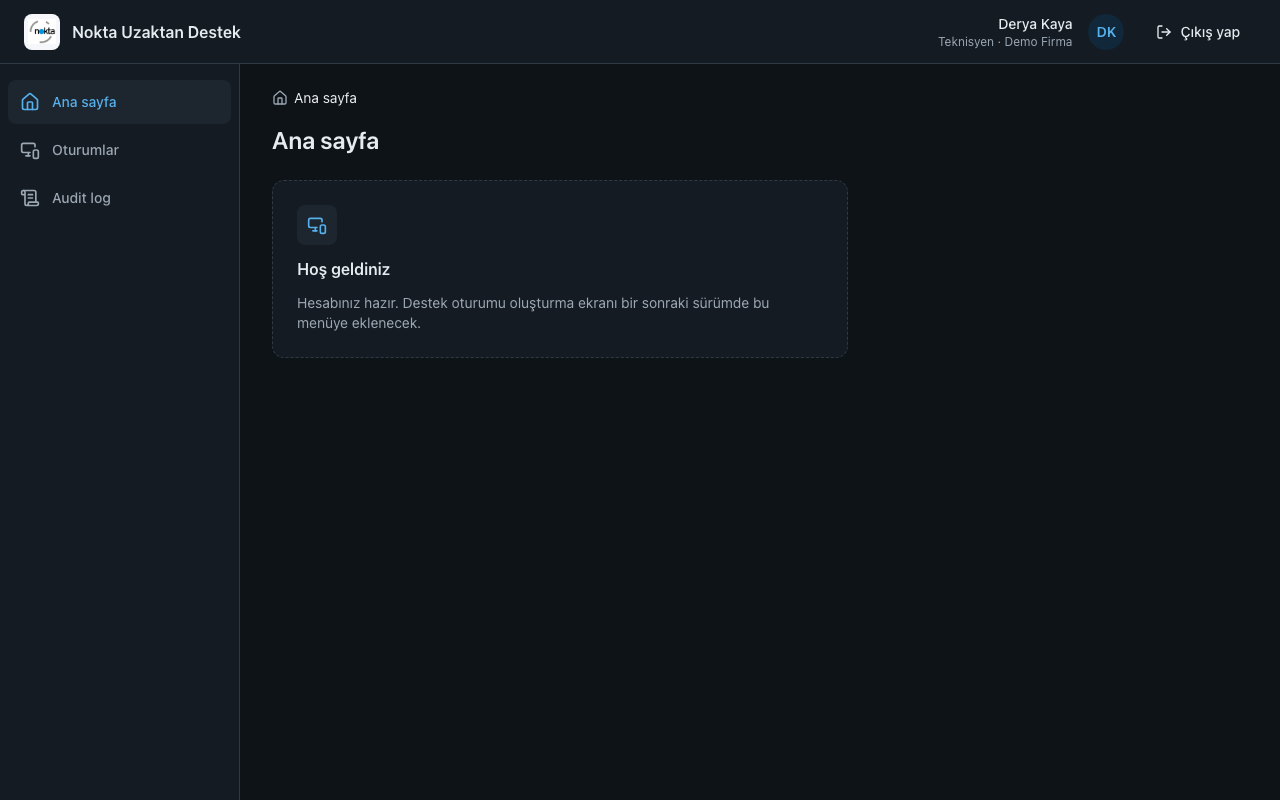 nokta
Nokta Uzaktan Destek
Derya Kaya
Teknisyen · Demo Firma
DK
Çıkış yap
Ana sayfa
Oturumlar
Audit log
Ana sayfa
Ana sayfa
Hoş geldiniz
Hesabınız hazır. Destek oturumu oluşturma ekranı bir sonraki sürümde bu
menüye eklenecek.